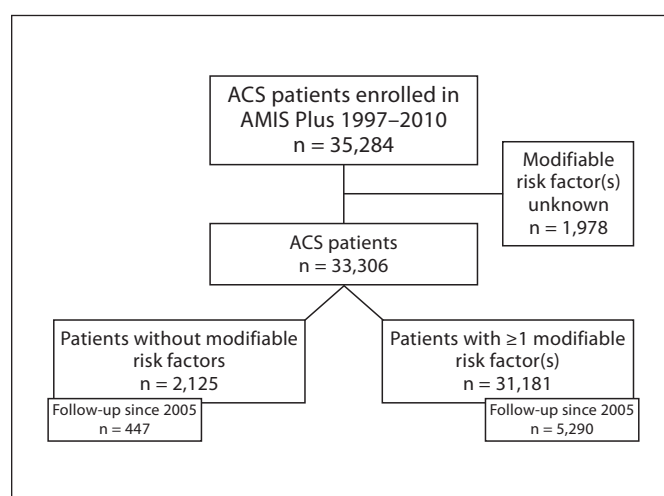 ACS patients enrolled in
AMIS Plus 1997–2010
n = 35,284
Modifiable
risk factor(s)
unknown
n = 1,978
ACS patients
n = 33,306
Patients without modifiable
risk factors
n = 2,125
Follow-up since 2005
n = 447
Patients with ≥1 modifiable
risk factor(s)
n = 31,181
Follow-up since 2005
n = 5,290